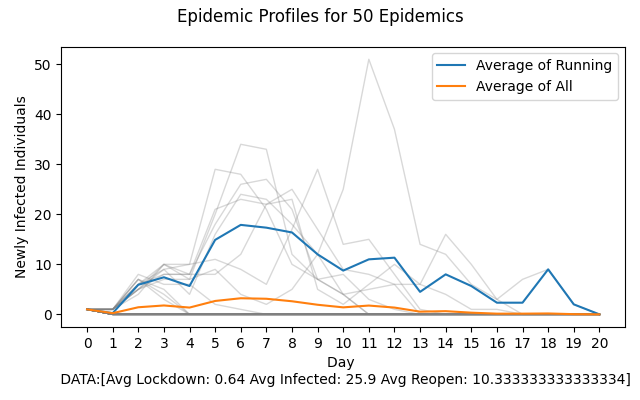 Epidemic Profiles for 50 Epidemics
Newly Infected Individuals
50
40
30
20
10
0
Average of Running
Average of All
0 1 2 3 4 5 6 7 8 9 10 11 12 13 14 15 16 17 18 19 20
Day
DATA:[Avg Lockdown: 0.64 Avg Infected: 25.9 Avg Reopen: 10.333333333333334]